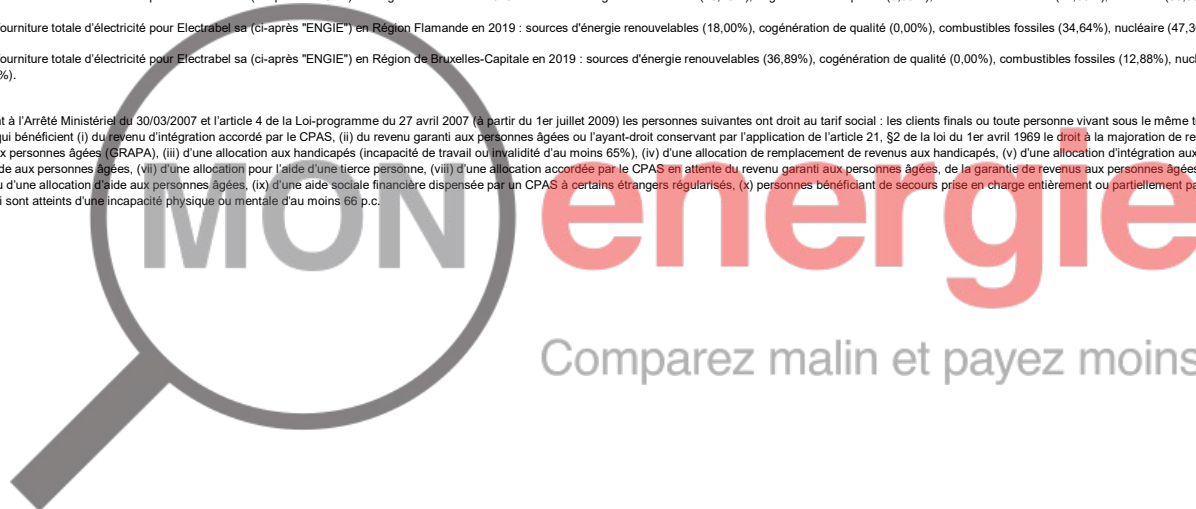 ourniture totale d'électricité pour Electrabel sa (ci-après "ENGIE") en Région Flamande en 2019 : sources d'énergie renouvelables (18,00%), cogénération de qualité (0,00%), combustibles fossiles (34,64%), nucléaire (47,3
ourniture totale d'électricité pour Electrabel sa (ci-après "ENGIE") en Région de Bruxelles-Capitale en 2019 : sources d'énergie renouvelables (36,89%), cogénération de qualité (0,00%), combustibles fossiles (12,88%), nucl
%).
t à l'Arrêté Ministériel du 30/03/2007 et l'article 4 de la Loi-programme du 27 avril 2007 (à partir du 1er juillet 2009) les personnes suivantes ont droit au tarif social : les clients finals ou toute personne vivant sous le même t
qui bénéficient (i) du revenu d'intégration accordé par le CPAS, (ii) du revenu garanti aux personnes âgées ou l'ayant-droit conservant par l'application de l'article 21, §2 de la loi du 1er avril 1969 le droit à la majoration de re
x personnes âgées (GRAPA), (iii) d'une allocation aux handicapés (incapacité de travail ou invalidité d'au moins 65%), (iv) d'une allocation de remplacement de revenus aux handicapés, (v) d'une allocation d'intégration aux
de aux personnes âgées, (vii) d'une allocation pour l'aide d'une tierce personne, (viii) d'une allocation accordée par le CPAS en attente du revenu garanti aux personnes âgées, de la garantie de revenus aux personnes âgées
u d'une allocation d'aide aux personnes âgées, (ix) d'une aide sociale financière dispensée par un CPAS à certains étrangers régularisés, (x) personnes bénéficiant de secours prise en charge entièrement ou partiellement pa
i sont atteints d'une incapacité physique ou mentale d'au moins 66 p.c.
MON energie
Comparez malin et payez moins